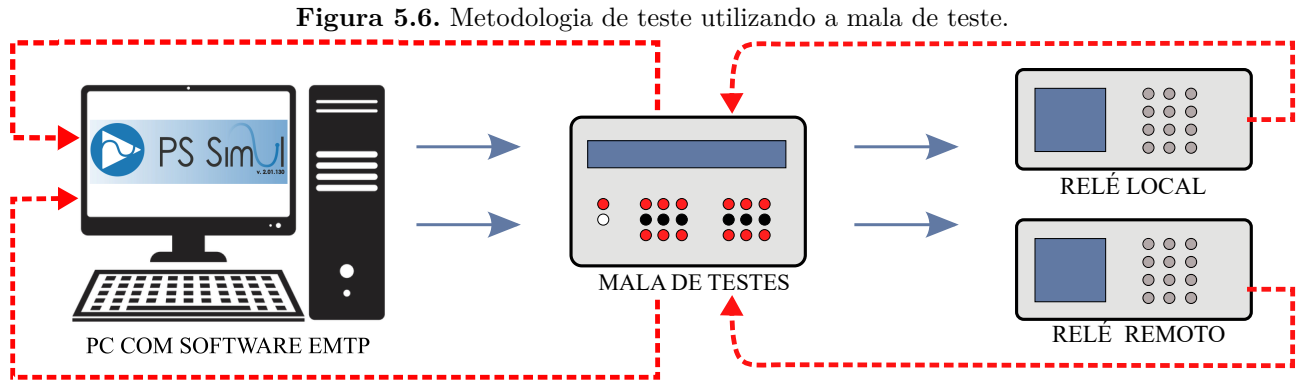 Figura 5.6. Metodologia de teste utilizando a mala de teste.
PS Simul
v. 2.01.130
RELÉ LOCAL
MALA DE TESTES
RELÉ REMOTO
PC COM SOFTWARE EMTP